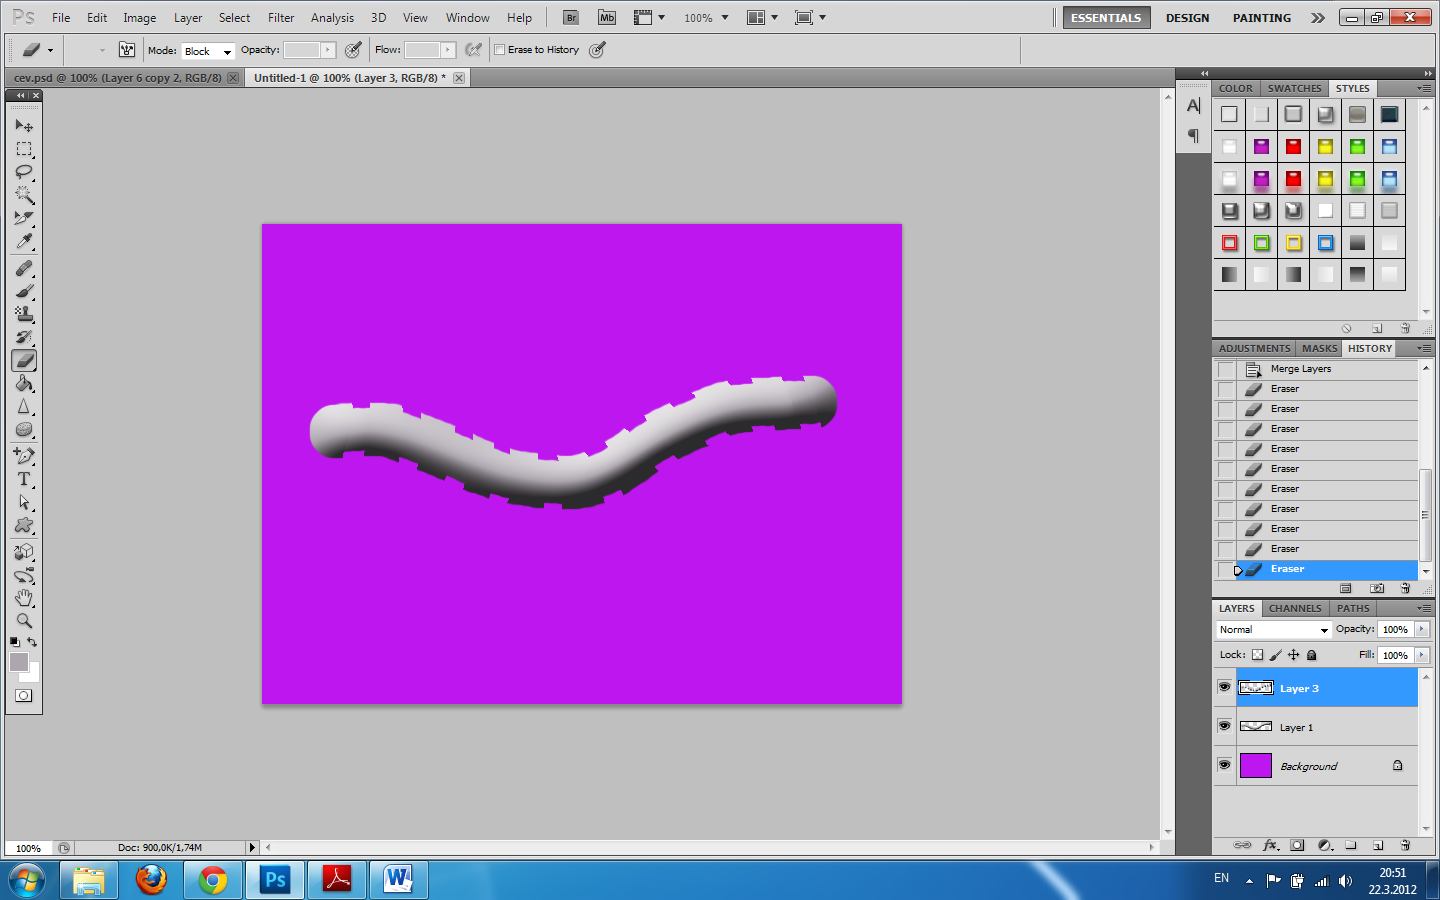 Ps File Edit Image Layer Select Filter Analysis 3D View Window Help Br Mb 100% ESSENTIALS DESIGN PAINTING
Mode: Block Opacity: Flow: Erase to History
cev.psd @ 100% (Layer 6 copy 2, RGB/8) Untitled-1 @ 100% (Layer 3, RGB/8) *
COLOR SWATCHES STYLES
A
T
ADJUSTMENTS MASKS HISTORY
Merge Layers
Eraser
Eraser
Eraser
Eraser
Eraser
Eraser
Eraser
Eraser
Eraser
Eraser
LAYERS CHANNELS PATHS
Normal Opacity: 100%
Lock: Fill: 100%
Layer 3
Layer 1
Background
fx
100% Doc: 900,0K/1,74M
Ps W EN 20:51
22.3.2012